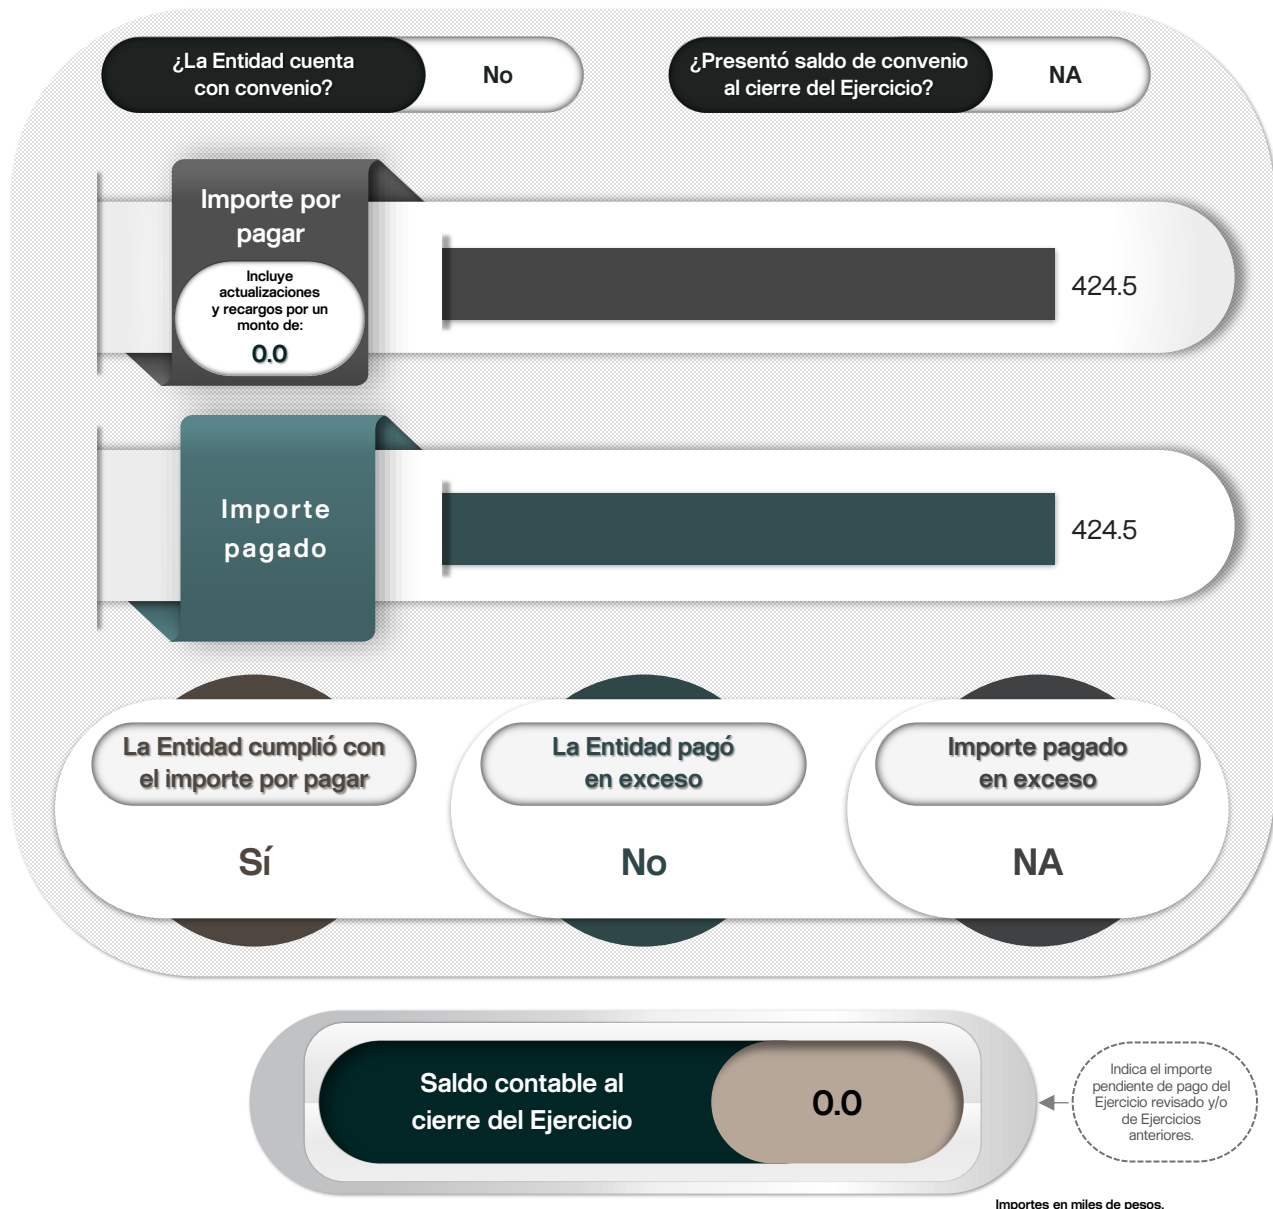 ¿La Entidad cuenta
con convenio?
No
¿Presentó saldo de convenio
al cierre del Ejercicio?
NA
Importe por
pagar
Incluye
actualizaciones
y recargos por un
monto de:
0.0
424.5
Importe
pagado
424.5
La Entidad cumplió con
el importe por pagar
Sí
La Entidad pagó
en exceso
No
Importe pagado
en exceso
NA
Saldo contable al
cierre del Ejercicio
0.0
Indica el importe
pendiente de pago del
Ejercicio revisado y/o
de Ejercicios
anteriores.
Importes en miles de pesos.